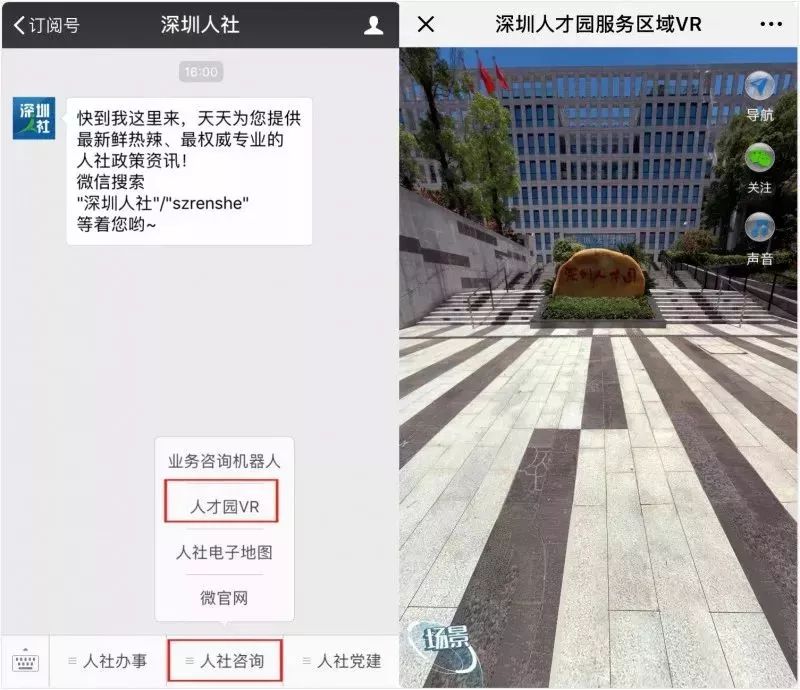 订阅号
深圳人社
16:00
深圳
人社
快到我这里来，天天为您提供
最新鲜热辣、最权威专业的
人社政策资讯！
微信搜索
"深圳人社"/"szrenshe"
等着您哟~
业务咨询机器人
人才园VR
人社电子地图
微官网
人社办事
人社咨询
人社党建
深圳人才园服务区域VR
导航
关注
声音
深圳人才园
场景